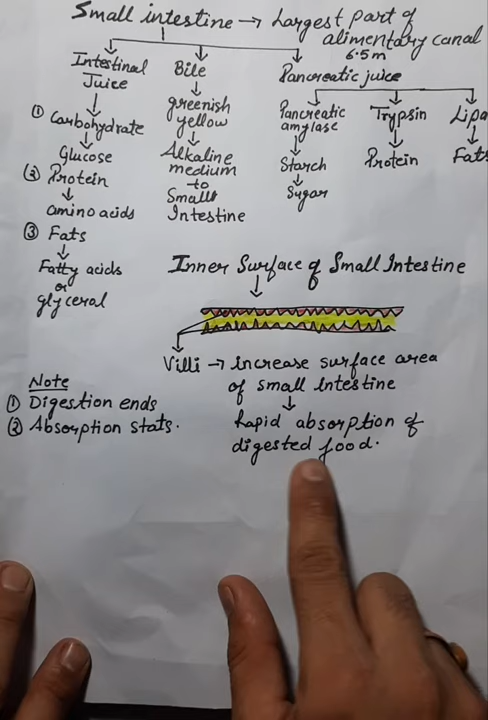 Small intestine → Largest part of
alimentary canal
6.5m
Intestinal Juice
① Carbohydrate
↓
Glucose
② Protein
↓
amino acids
③ Fats
↓
Fatty acids
or
glyceral
Bile
↓
greenish
yellow
↓
Alkaline
medium
to
Small
Intestine
Pancreatic juice
Pancreatic
amylase
↓
Starch
↓
Sugar
Trypsin
↓
Protein
Lipa
↓
Fats
Inner Surface of Small Intestine
Villi → increase surface area
of small intestine
↓
Rapid absorption of
digested food.
Note
① Digestion ends
② Absorption stats.